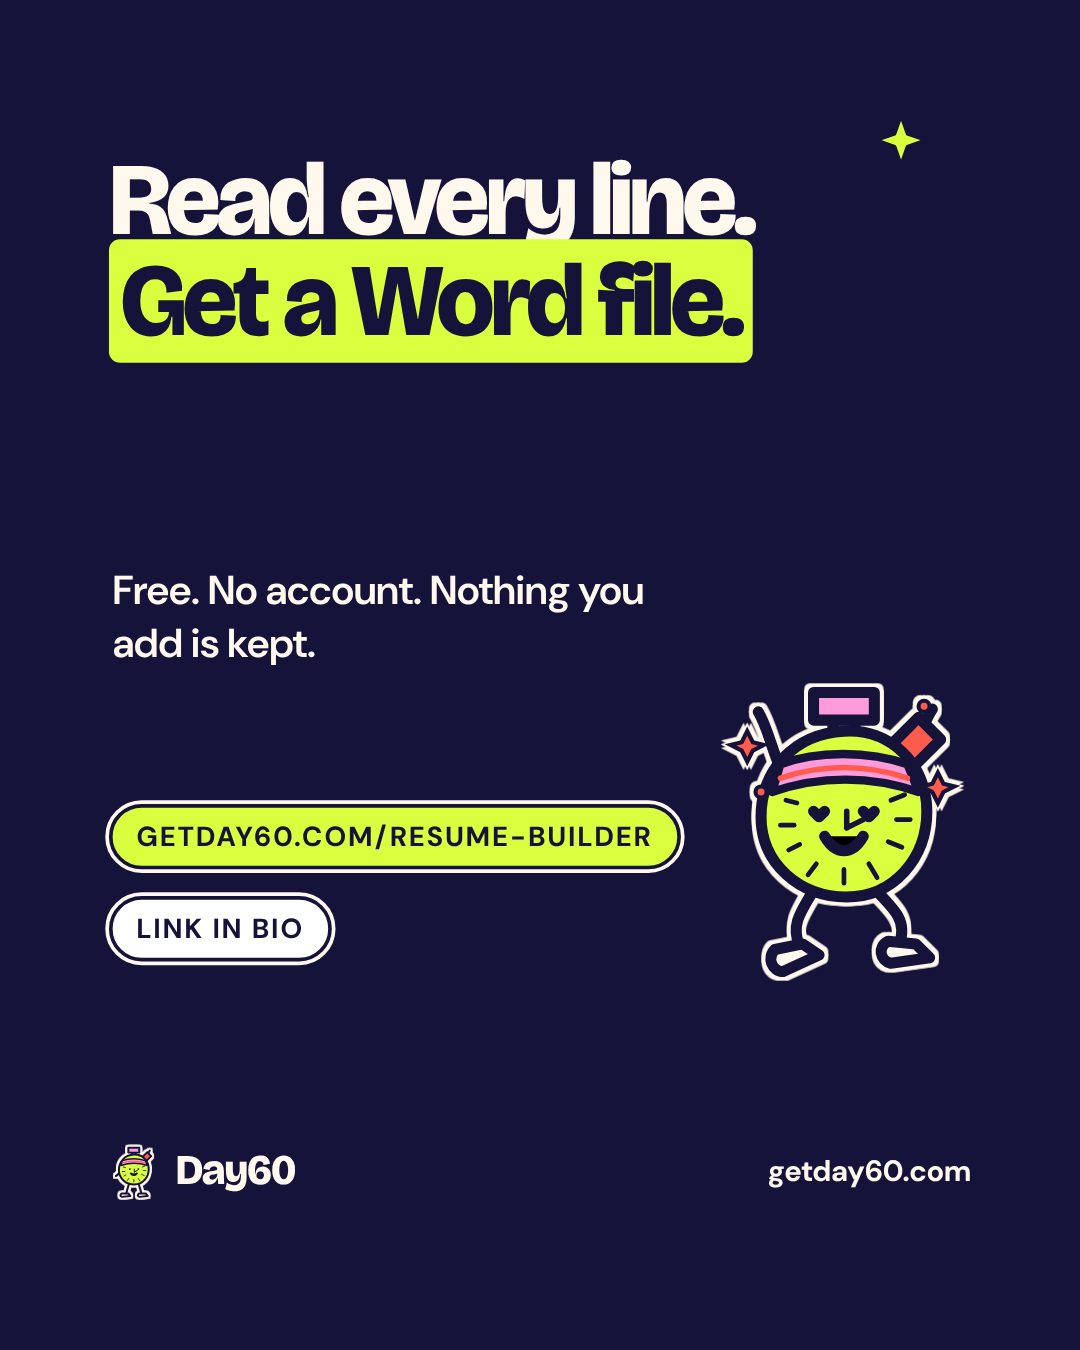 Read every line.
Get a Word file.
Free. No account. Nothing you
add is kept.
GETDAY60.COM/RESUME-BUILDER
LINK IN BIO
Day60
getday60.com